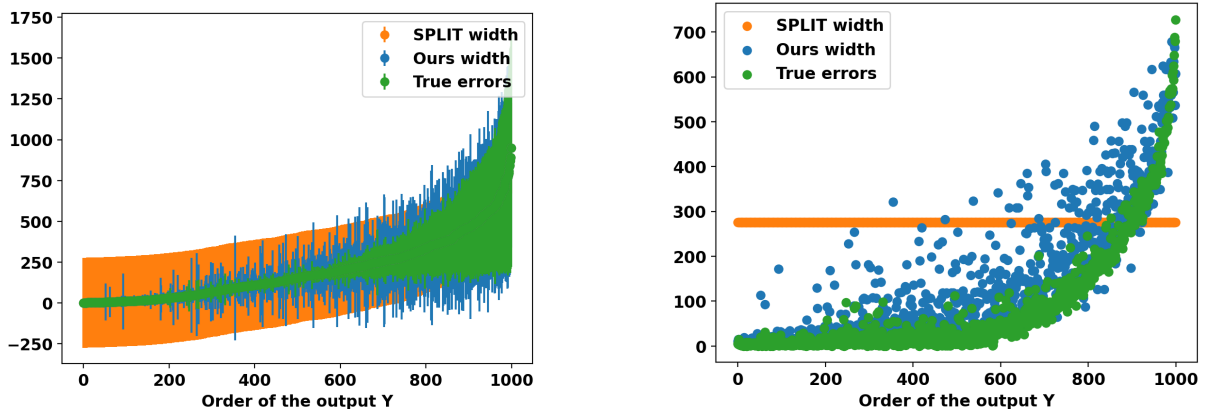 1750
1500
1250
1000
750
500
250
0
−250
0 200 400 600 800 1000
Order of the output Y
SPLIT width
Ours width
True errors
700
600
500
400
300
200
100
0
0 200 400 600 800 1000
Order of the output Y
SPLIT width
Ours width
True errors